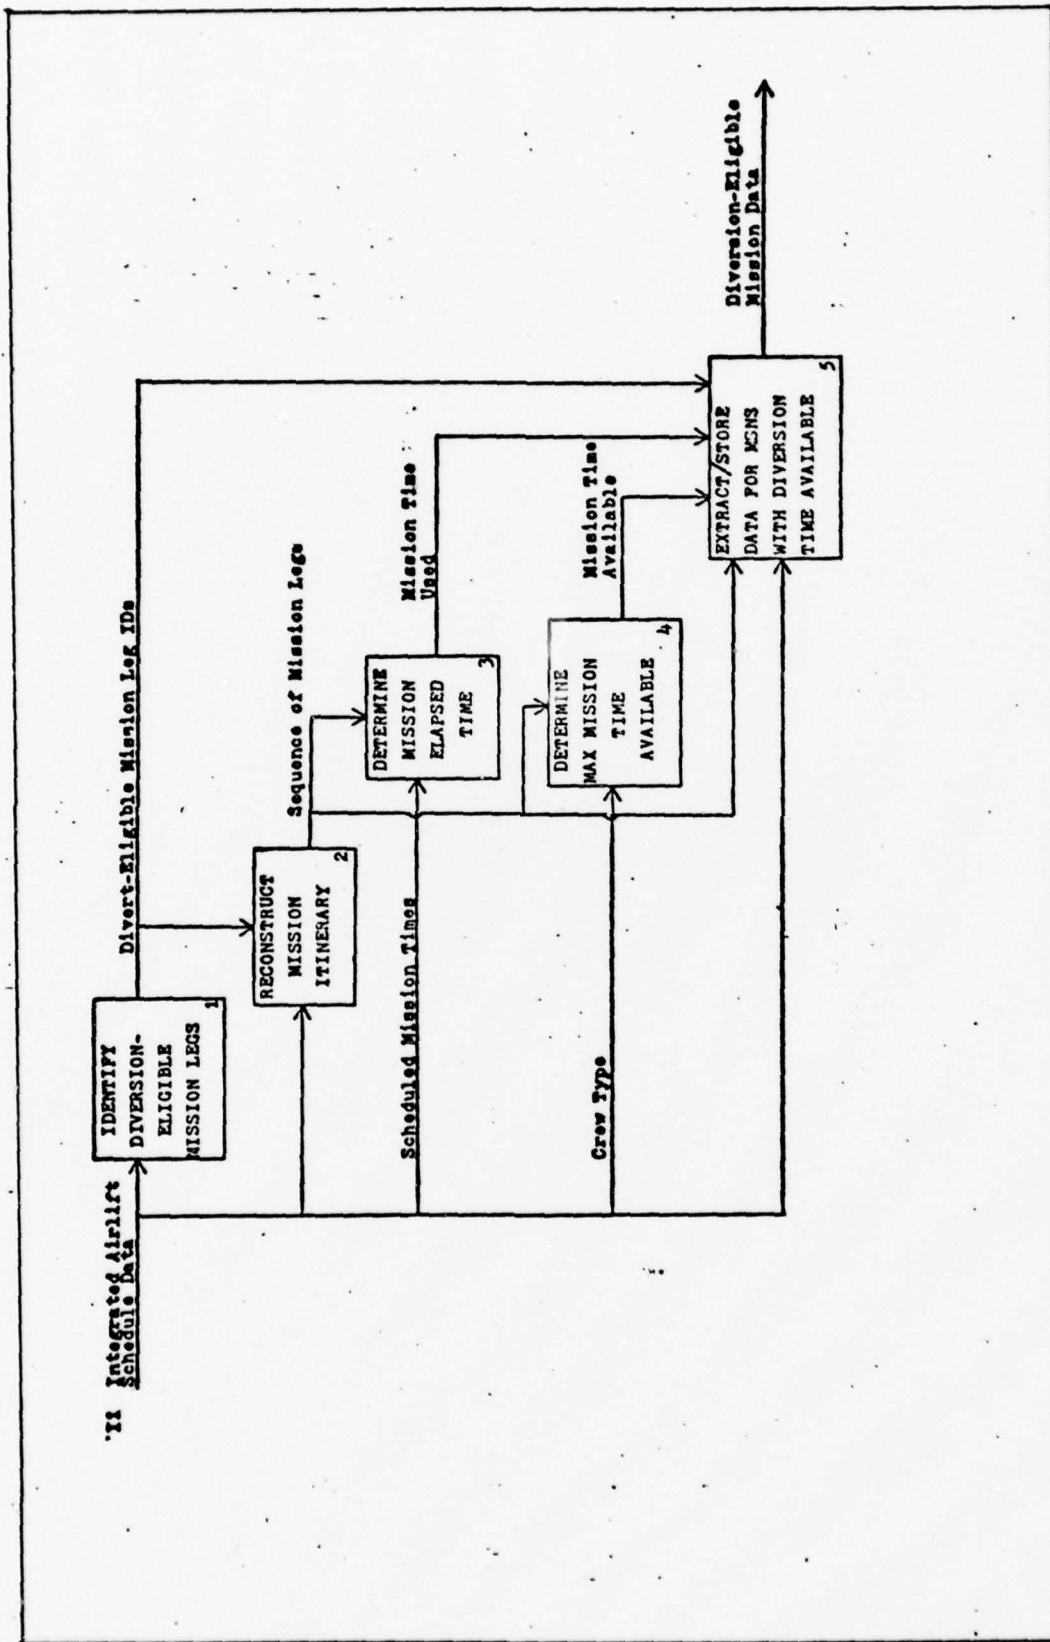 I1 Integrated Airlift
Schedule Data
IDENTIFY
DIVERSION-
ELIGIBLE
MISSION LEGS
1
Divert-Eligible Mission Leg IDs
RECONSTRUCT
MISSION
ITINERARY
2
Sequence of Mission Legs
Scheduled Mission Times
DETERMINE
MISSION
ELAPSED
TIME
3
Mission Time
Used
Crew Type
DETERMINE
MAX MISSION
TIME
AVAILABLE
4
Mission Time
Available
EXTRACT/STORE
DATA FOR MSNS
WITH DIVERSION
TIME AVAILABLE
5
Diversion-Eligible
Mission Data